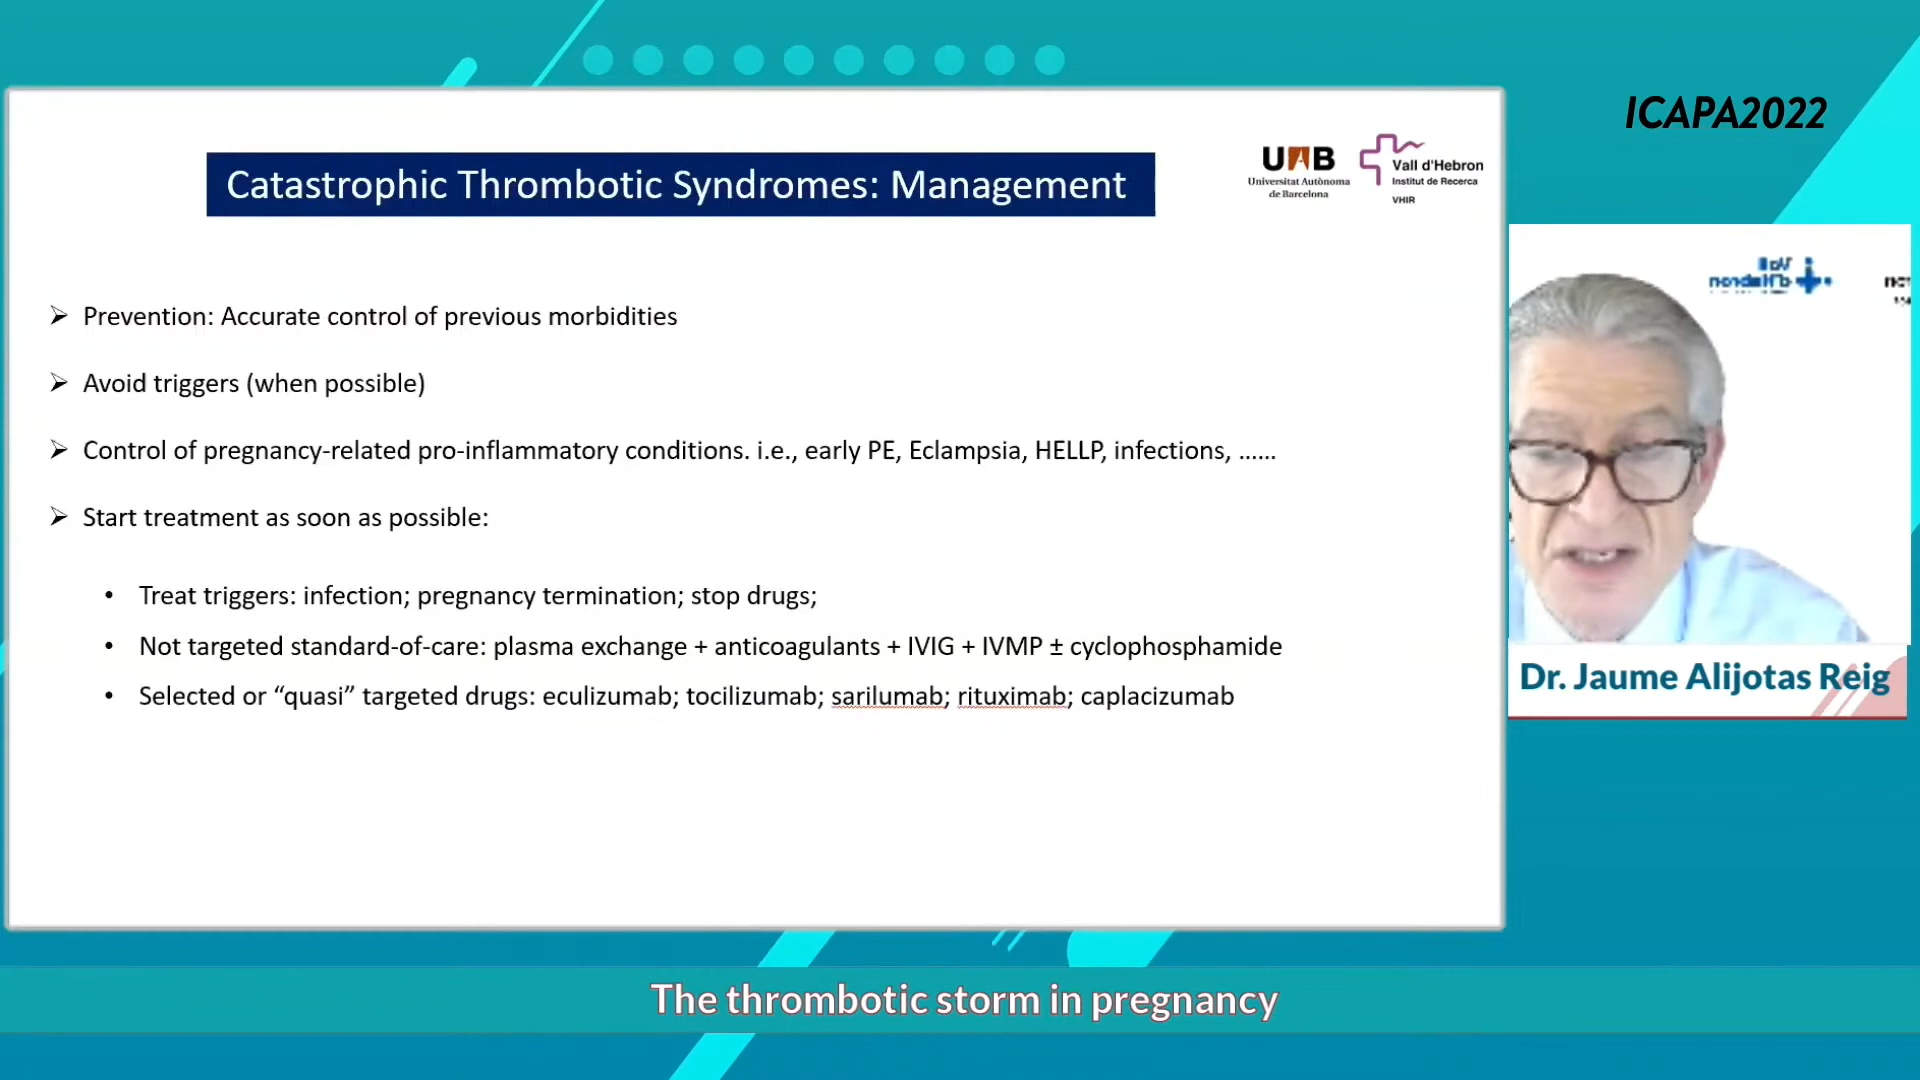 ICAPA2022
Catastrophic Thrombotic Syndromes: Management
UAB
Universitat Autònoma
de Barcelona
Vall d'Hebron
Institut de Recerca
VHIR
➢ Prevention: Accurate control of previous morbidities
➢ Avoid triggers (when possible)
➢ Control of pregnancy-related pro-inflammatory conditions. i.e., early PE, Eclampsia, HELLP, infections, ......
➢ Start treatment as soon as possible:
• Treat triggers: infection; pregnancy termination; stop drugs;
• Not targeted standard-of-care: plasma exchange + anticoagulants + IVIG + IVMP ± cyclophosphamide
• Selected or “quasi” targeted drugs: eculizumab; tocilizumab; sarilumab; rituximab; caplacizumab
Vall
d'Hebron
Dr. Jaume Alijotas Reig
The thrombotic storm in pregnancy